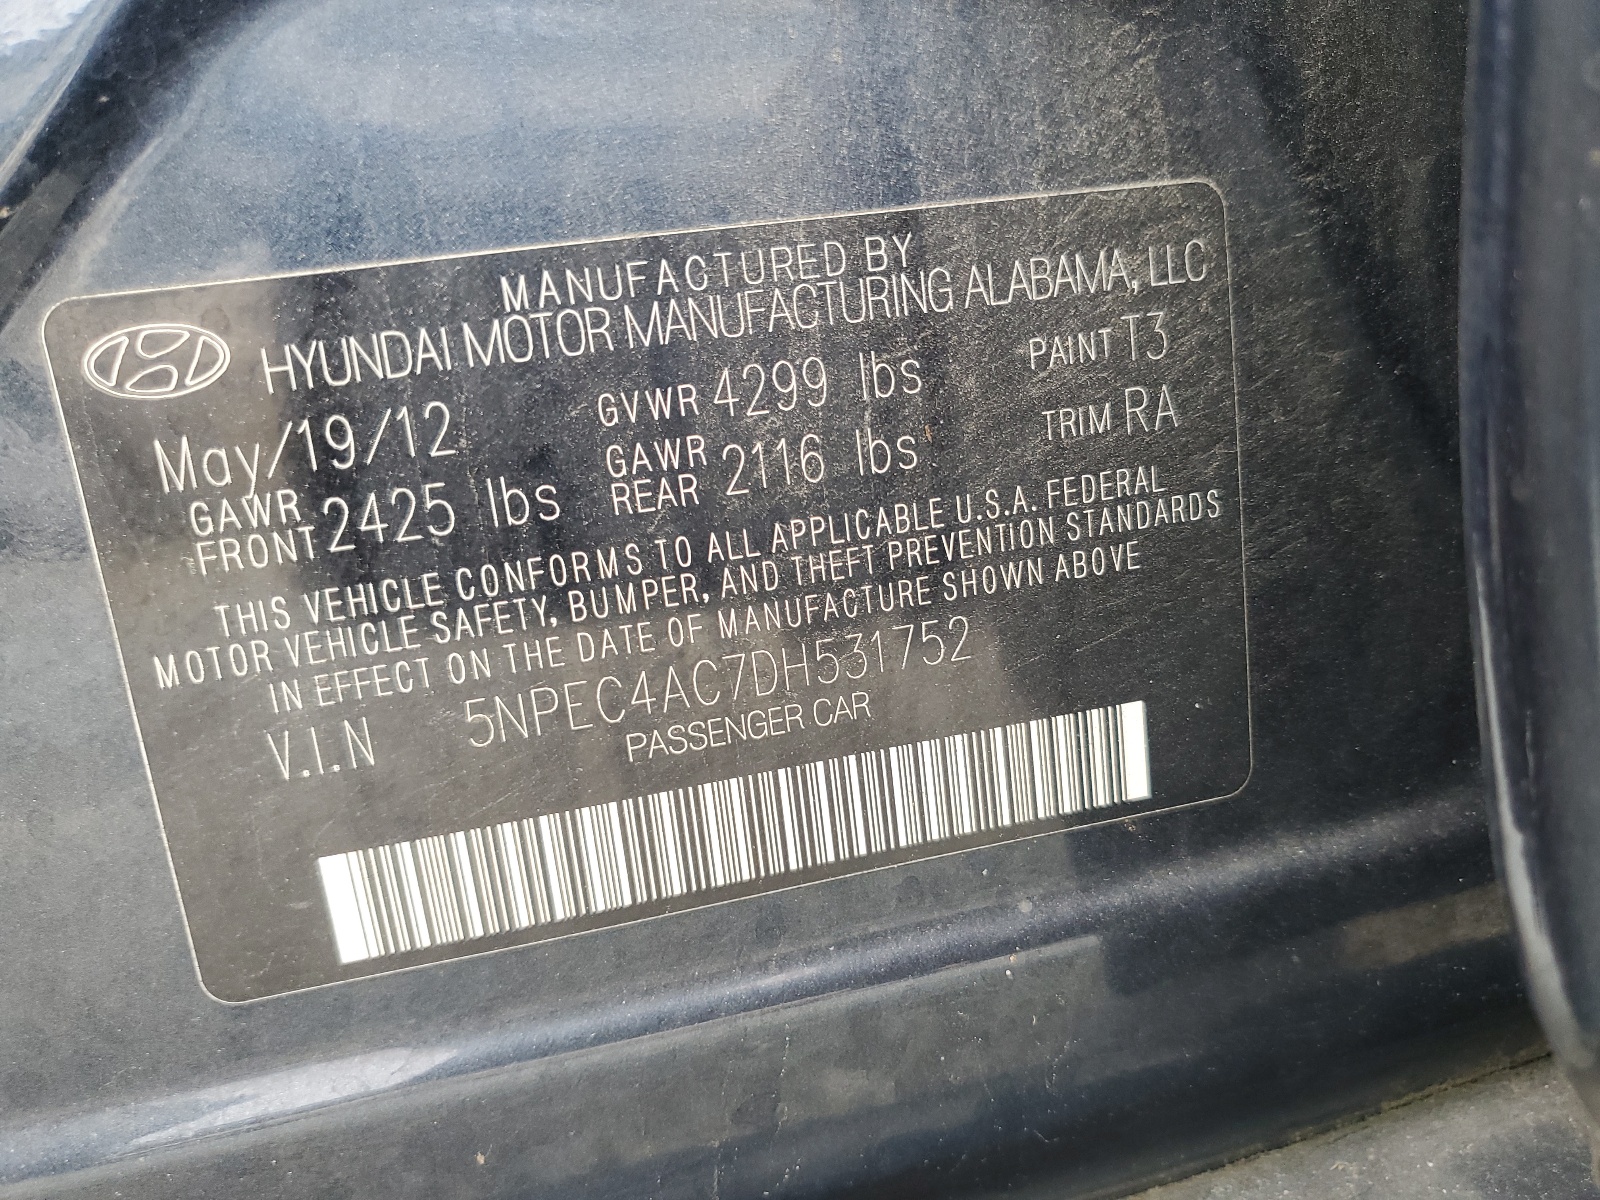 MANUFACTURED BY
HYUNDAI MOTOR MANUFACTURING ALABAMA, LLC
May/19/12 GVWR 4299 lbs PAINT T3
GAWR FRONT 2425 lbs GAWR REAR 2116 lbs TRIM RA
THIS VEHICLE CONFORMS TO ALL APPLICABLE U.S.A. FEDERAL
MOTOR VEHICLE SAFETY, BUMPER, AND THEFT PREVENTION STANDARDS
IN EFFECT ON THE DATE OF MANUFACTURE SHOWN ABOVE
V.I.N 5NPEC4AC7DH531752
PASSENGER CAR